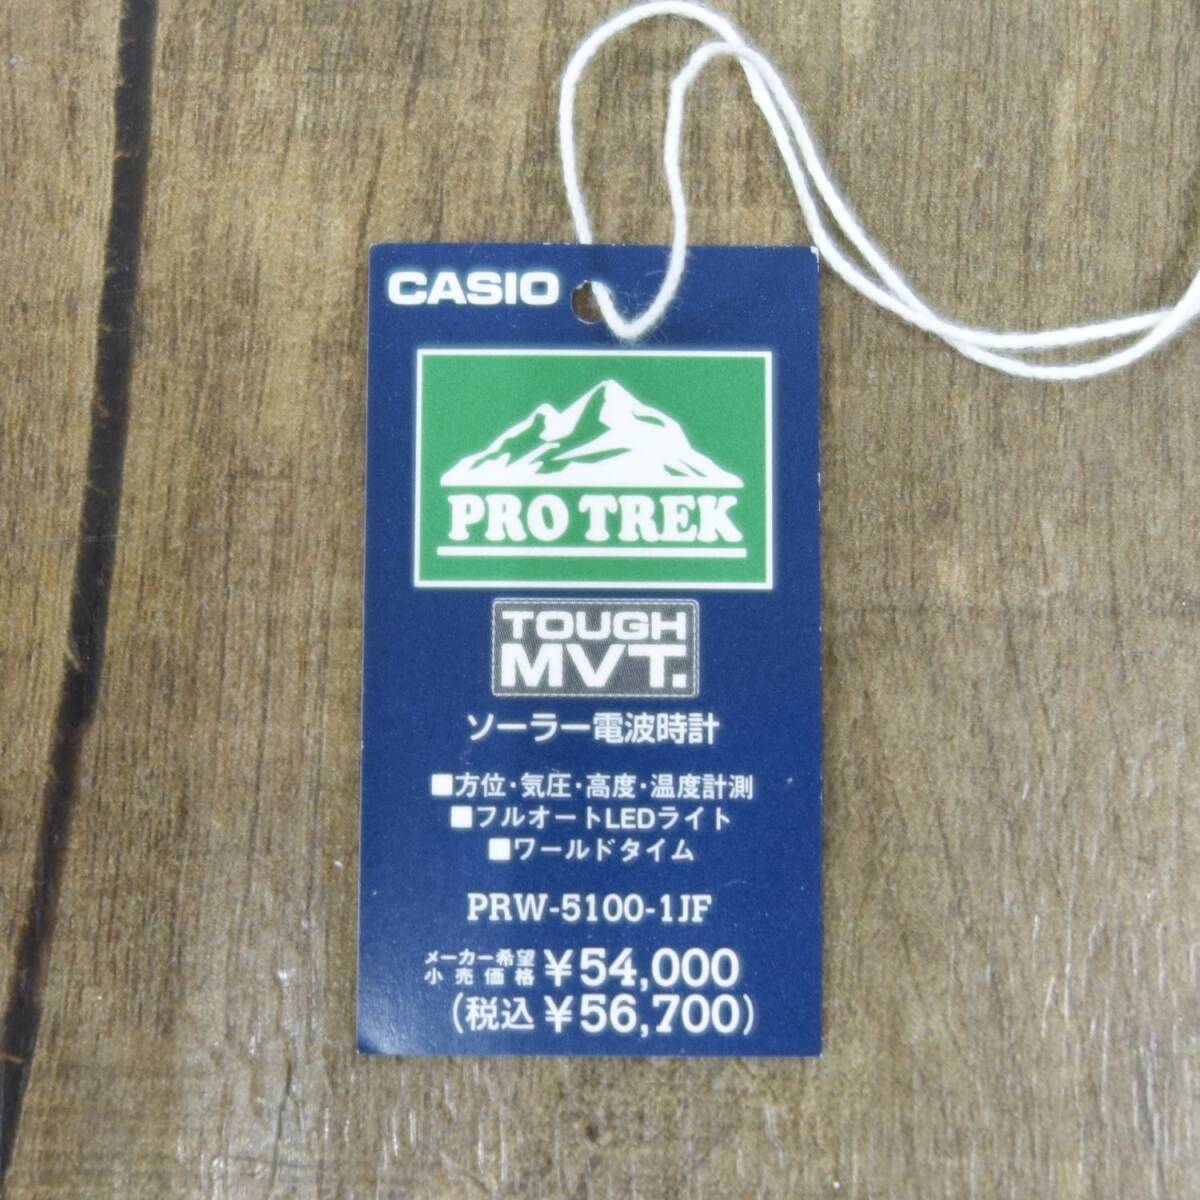 CASIO
PRO TREK
TOUGH
MVT.
ソーラー電波時計
■方位・気圧・高度・温度計測
■フルオートLEDライト
■ワールドタイム
PRW-5100-1JF
メーカー希望
小売価格 ¥54,000
(税込 ¥56,700)